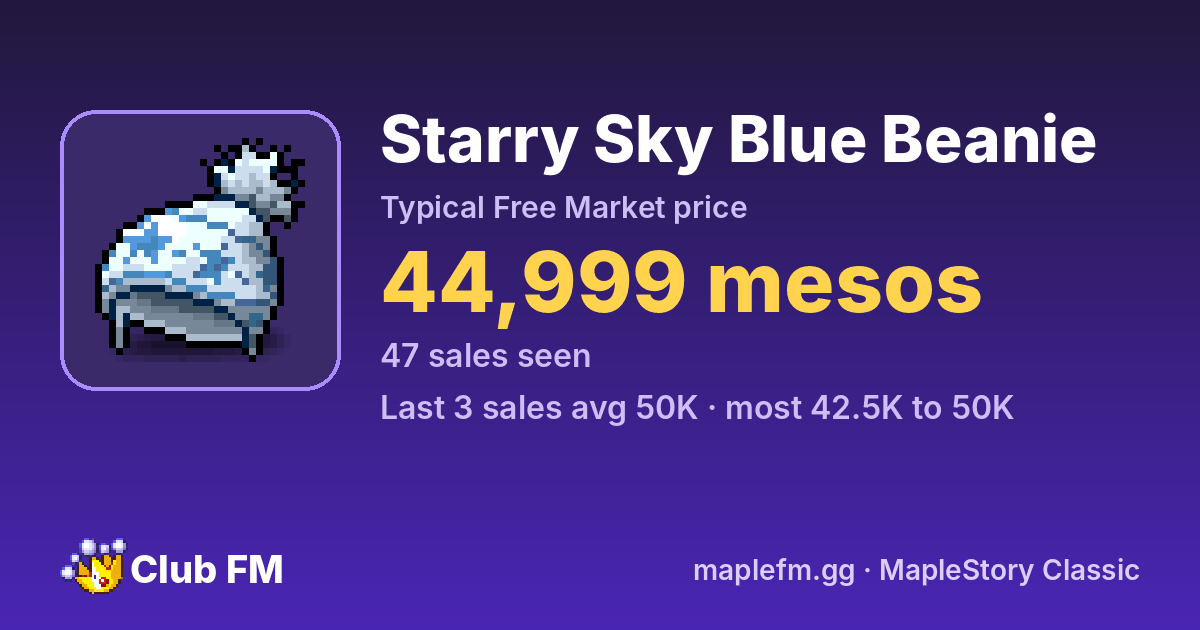 Starry Sky Blue Beanie
Typical Free Market price
44,999 mesos
47 sales seen
Last 3 sales avg 50K · most 42.5K to 50K
Club FM
maplefm.gg · MapleStory Classic